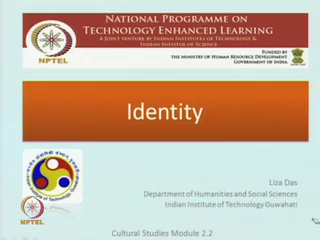 NATIONAL PROGRAMME ON
TECHNOLOGY ENHANCED LEARNING
A JOINT VENTURE BY INDIAN INSTITUTES OF TECHNOLOGY &
INDIAN INSTITUTE OF SCIENCE
FUNDED BY
THE MINISTRY OF HUMAN RESOURCE DEVELOPMENT
GOVERNMENT OF INDIA
NPTEL
Identity
Liza Das
Department of Humanities and Social Sciences
Indian Institute of Technology Guwahati
NPTEL
Cultural Studies Module 2.2